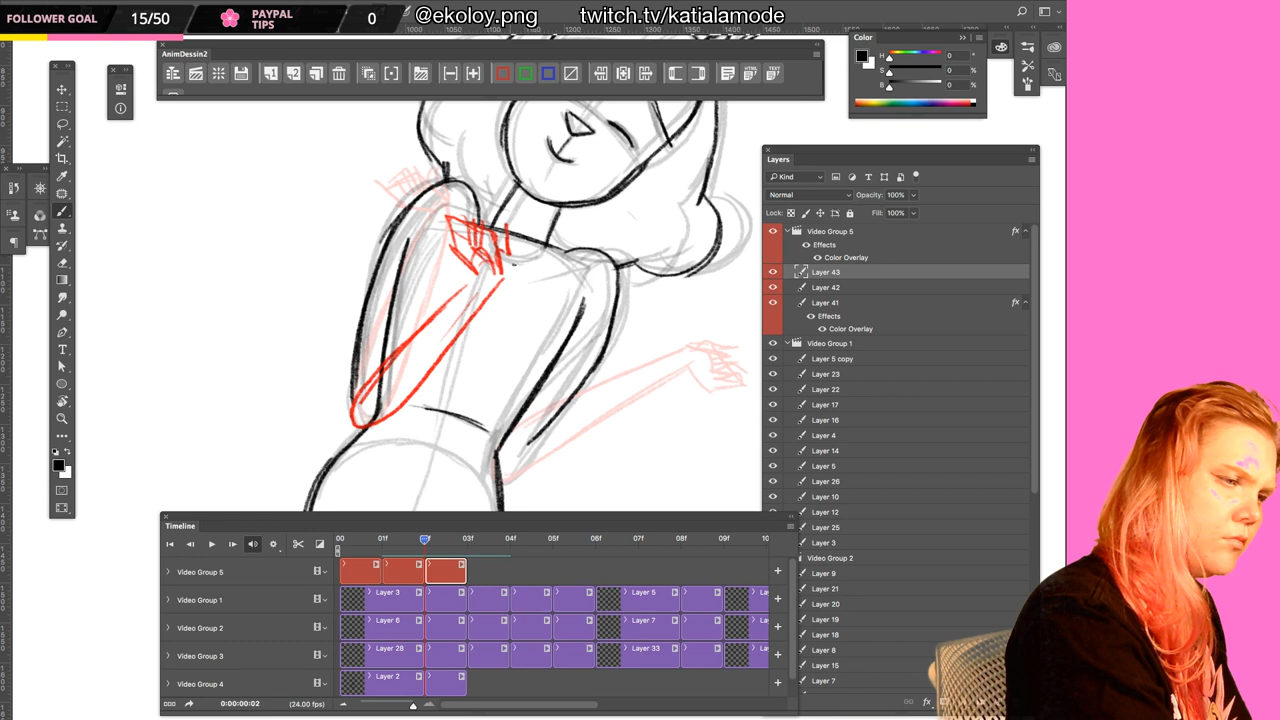 FOLLOWER GOAL 15/50 PAYPAL TIPS 0 @ekoloy.png twitch.tv/katialamode
AnimDessin2
Color
H 0 °
S 0 %
B 0 %
Layers
Kind
Normal Opacity: 100%
Lock: Fill: 100%
Video Group 5 fx
Effects
Color Overlay
Layer 43
Layer 42
Layer 41 fx
Effects
Color Overlay
Video Group 1
Layer 5 copy
Layer 23
Layer 22
Layer 17
Layer 16
Layer 4
Layer 14
Layer 5
Layer 26
Layer 10
Layer 12
Layer 25
Layer 3
Video Group 2
Layer 9
Layer 21
Layer 20
Layer 19
Layer 18
Layer 8
Layer 15
Layer 7
Timeline
00 01f 02f 03f 04f 05f 06f 07f 08f 09f 10
Video Group 5
Video Group 1 Layer 3 Layer 5
Video Group 2 Layer 6 Layer 7
Video Group 3 Layer 28 Layer 33
Video Group 4 Layer 2
0:00:00:02 (24.00 fps)